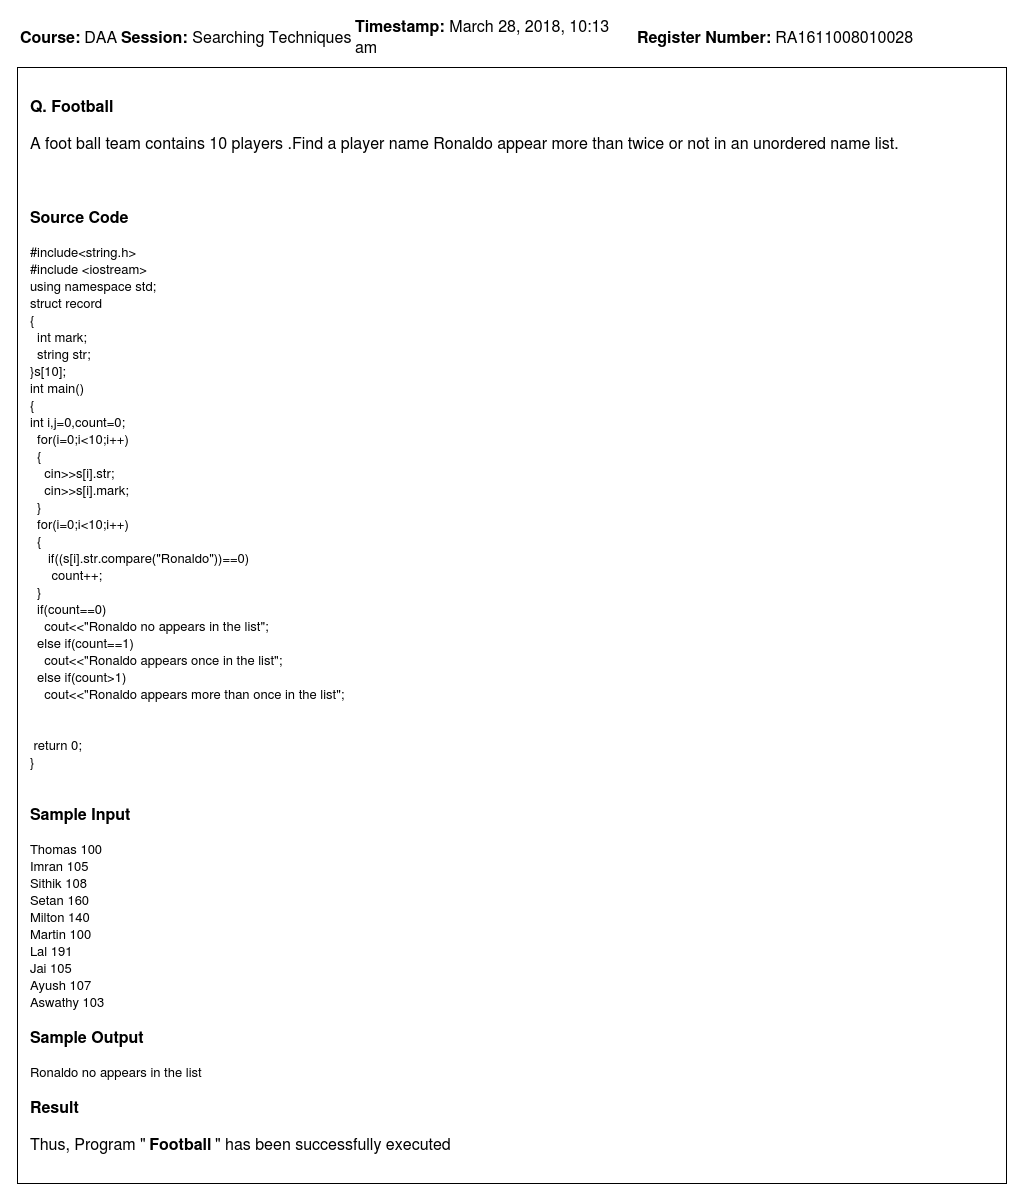 Course: DAA Session: Searching Techniques Timestamp: March 28, 2018, 10:13 am Register Number: RA1611008010028
Q. Football
A foot ball team contains 10 players .Find a player name Ronaldo appear more than twice or not in an unordered name list.
Source Code
#include<string.h>
#include <iostream>
using namespace std;
struct record
{
  int mark;
  string str;
}s[10];
int main()
{
int i,j=0,count=0;
  for(i=0;i<10;i++)
  {
    cin>>s[i].str;
    cin>>s[i].mark;
  }
  for(i=0;i<10;i++)
  {
     if((s[i].str.compare("Ronaldo"))==0)
      count++;
  }
  if(count==0)
    cout<<"Ronaldo no appears in the list";
  else if(count==1)
    cout<<"Ronaldo appears once in the list";
  else if(count>1)
    cout<<"Ronaldo appears more than once in the list";
 return 0;
}
Sample Input
Thomas 100
Imran 105
Sithik 108
Setan 160
Milton 140
Martin 100
Lal 191
Jai 105
Ayush 107
Aswathy 103
Sample Output
Ronaldo no appears in the list
Result
Thus, Program " Football " has been successfully executed